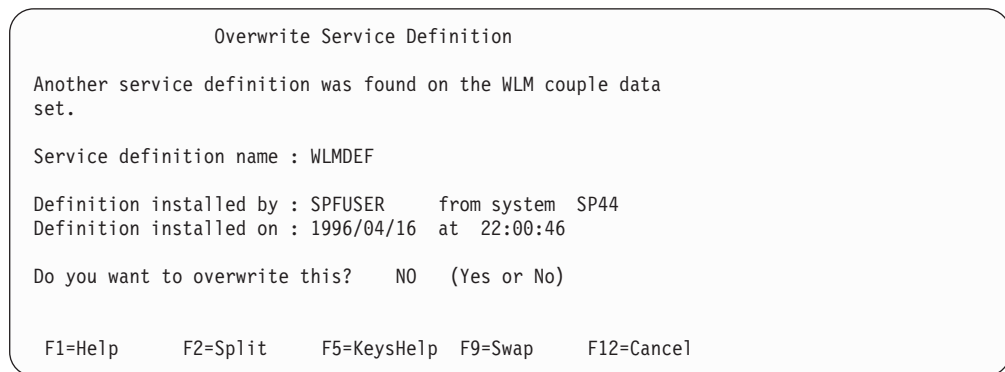 Overwrite Service Definition
Another service definition was found on the WLM couple data
set.
Service definition name : WLMDEF
Definition installed by : SPFUSER from system SP44
Definition installed on : 1996/04/16 at 22:00:46
Do you want to overwrite this? NO (Yes or No)
F1=Help F2=Split F5=KeysHelp F9=Swap F12=Cancel